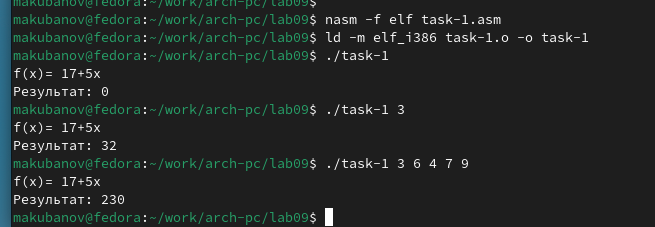 makubanov@fedora:~/work/arch-pc/lab09$
makubanov@fedora:~/work/arch-pc/lab09$ nasm -f elf task-1.asm
makubanov@fedora:~/work/arch-pc/lab09$ ld -m elf_i386 task-1.o -o task-1
makubanov@fedora:~/work/arch-pc/lab09$ ./task-1
f(x)= 17+5x
Результат: 0
makubanov@fedora:~/work/arch-pc/lab09$ ./task-1 3
f(x)= 17+5x
Результат: 32
makubanov@fedora:~/work/arch-pc/lab09$ ./task-1 3 6 4 7 9
f(x)= 17+5x
Результат: 230
makubanov@fedora:~/work/arch-pc/lab09$